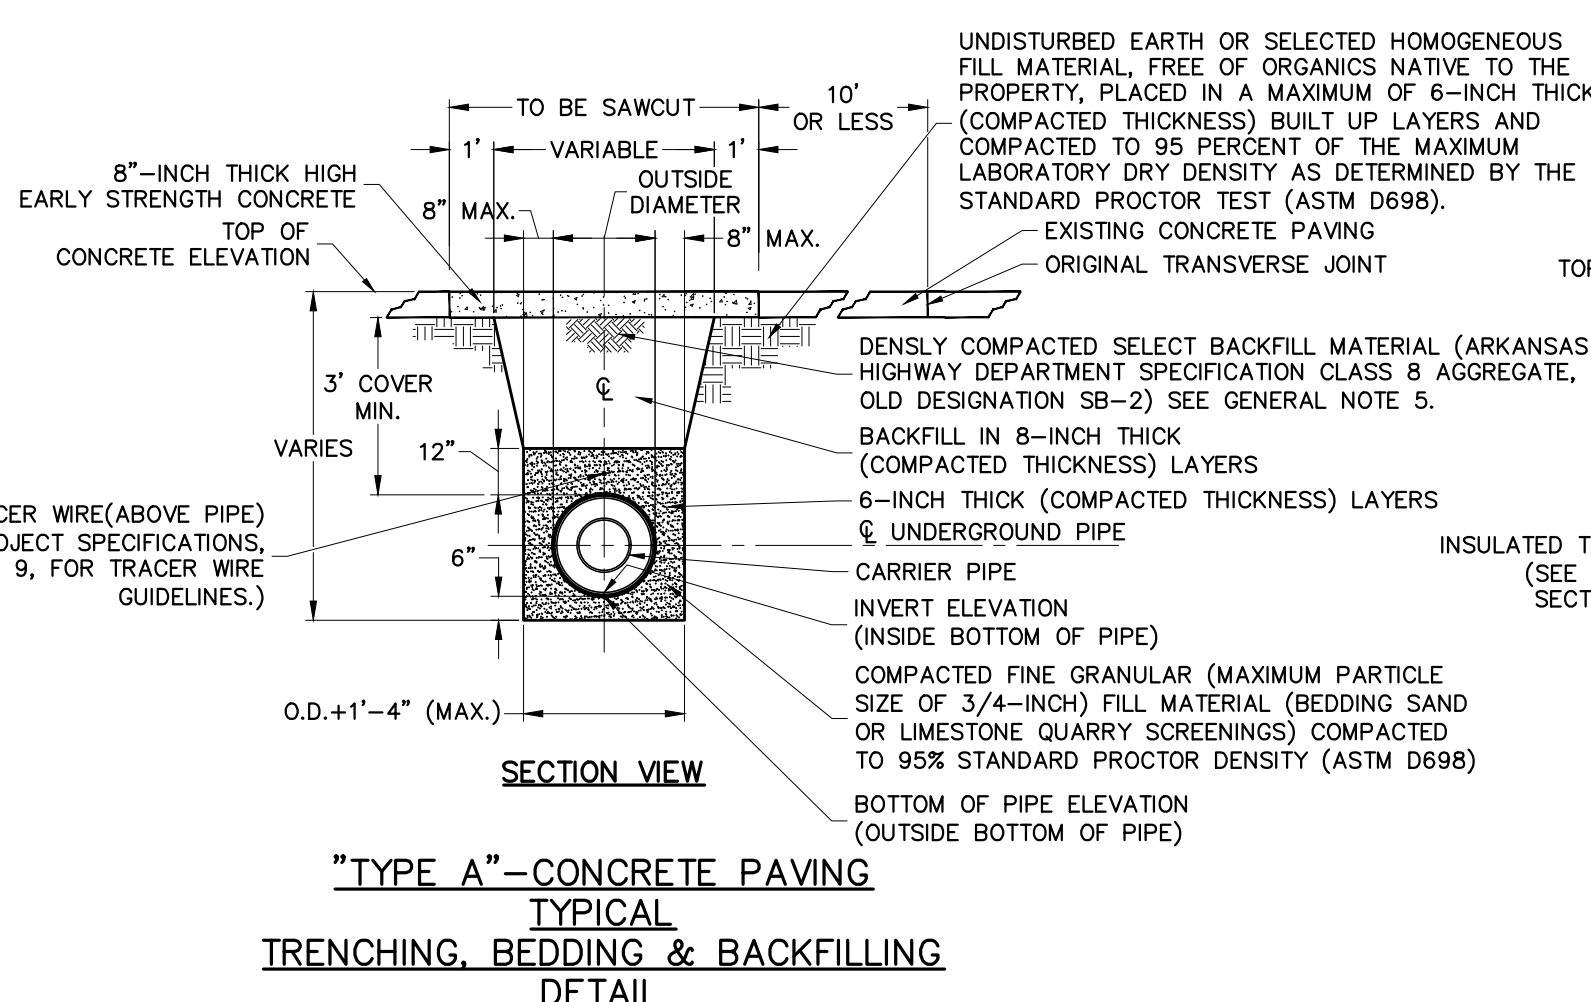 UNDISTURBED EARTH OR SELECTED HOMOGENEOUS
FILL MATERIAL, FREE OF ORGANICS NATIVE TO THE
PROPERTY, PLACED IN A MAXIMUM OF 6-INCH THICK
(COMPACTED THICKNESS) BUILT UP LAYERS AND
COMPACTED TO 95 PERCENT OF THE MAXIMUM
LABORATORY DRY DENSITY AS DETERMINED BY THE
STANDARD PROCTOR TEST (ASTM D698).
TO BE SAWCUT
10'
OR LESS
1'
VARIABLE
1'
8"-INCH THICK HIGH
EARLY STRENGTH CONCRETE
OUTSIDE
DIAMETER
8" MAX.
8" MAX.
TOP OF
CONCRETE ELEVATION
EXISTING CONCRETE PAVING
ORIGINAL TRANSVERSE JOINT
DENSLY COMPACTED SELECT BACKFILL MATERIAL (ARKANSAS
HIGHWAY DEPARTMENT SPECIFICATION CLASS 8 AGGREGATE,
OLD DESIGNATION SB-2) SEE GENERAL NOTE 5.
3' COVER
MIN.
℄
VARIES
12"
BACKFILL IN 8-INCH THICK
(COMPACTED THICKNESS) LAYERS
6-INCH THICK (COMPACTED THICKNESS) LAYERS
℄ UNDERGROUND PIPE
WIRE(ABOVE PIPE)
SPECIFICATIONS,
9, FOR TRACER WIRE
GUIDELINES.)
6"
CARRIER PIPE
INVERT ELEVATION
(INSIDE BOTTOM OF PIPE)
INSULATED
(SEE
COMPACTED FINE GRANULAR (MAXIMUM PARTICLE
SIZE OF 3/4-INCH) FILL MATERIAL (BEDDING SAND
OR LIMESTONE QUARRY SCREENINGS) COMPACTED
TO 95% STANDARD PROCTOR DENSITY (ASTM D698)
O.D.+1'-4" (MAX.)
BOTTOM OF PIPE ELEVATION
(OUTSIDE BOTTOM OF PIPE)
SECTION VIEW
"TYPE A"-CONCRETE PAVING
TYPICAL
TRENCHING, BEDDING & BACKFILLING
DETAIL